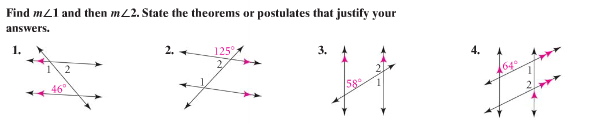 Find m∠1 and then m∠2. State the theorems or postulates that justify your
answers.
1. 1 2 46°
2. 125° 2 1
3. 2 58° 1
4. 64° 1 2